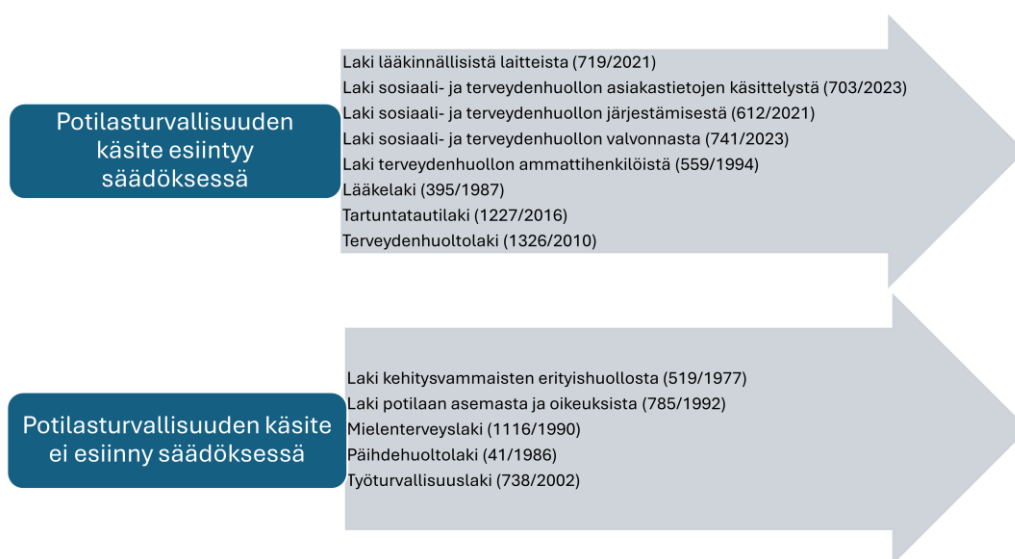 Potilasturvallisuuden
käsite esiintyy
säädöksessä
Laki lääkinnällisistä laitteista (719/2021)
Laki sosiaali- ja terveydenhuollon asiakastietojen käsittelystä (703/2023)
Laki sosiaali- ja terveydenhuollon järjestämisestä (612/2021)
Laki sosiaali- ja terveydenhuollon valvonnasta (741/2023)
Laki terveydenhuollon ammattihenkilöistä (559/1994)
Lääkelaki (395/1987)
Tartuntatautilaki (1227/2016)
Terveydenhuoltolaki (1326/2010)
Potilasturvallisuuden käsite
ei esiinny säädöksessä
Laki kehitysvammaisten erityishuollosta (519/1977)
Laki potilaan asemasta ja oikeuksista (785/1992)
Mielenterveyslaki (1116/1990)
Päihdehuoltolaki (41/1986)
Työturvallisuuslaki (738/2002)